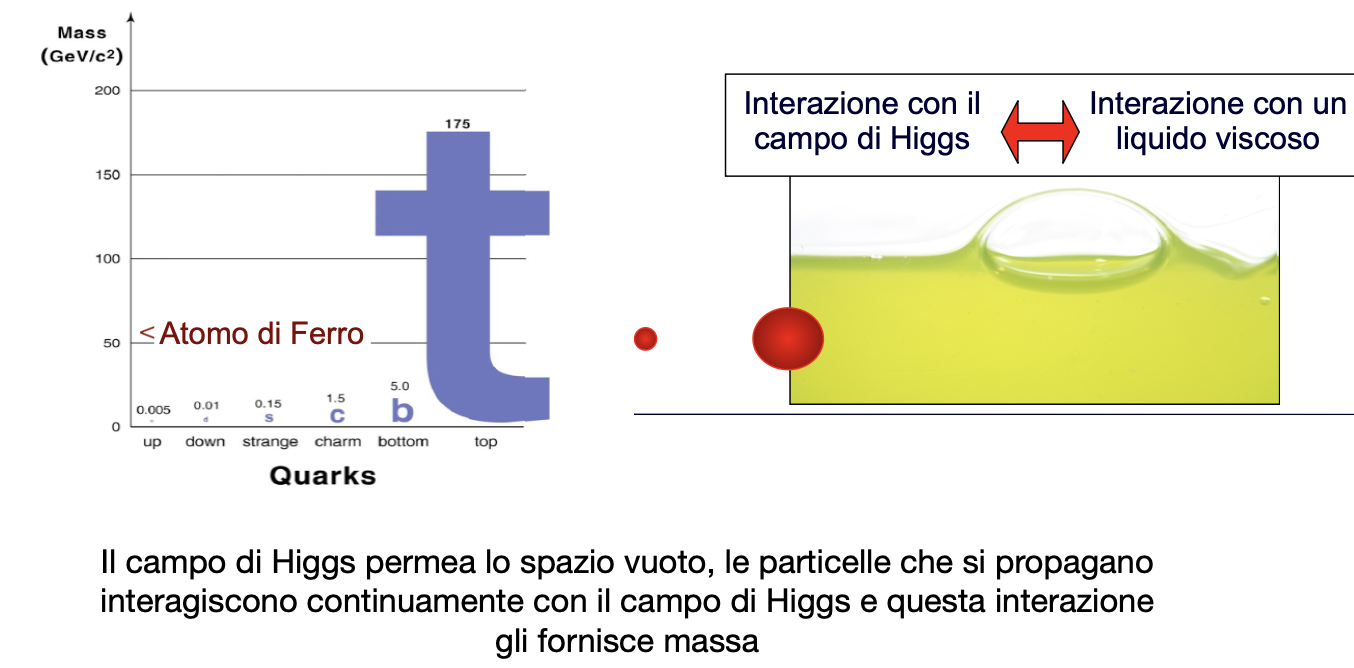 Mass
(GeV/c²)
200
150
100
50
0
175
< Atomo di Ferro
0.005
0.01
0.15
1.5
5.0
d
s
c
b
t
up down strange charm bottom top
Quarks
Interazione con il
campo di Higgs
Interazione con un
liquido viscoso
Il campo di Higgs permea lo spazio vuoto, le particelle che si propagano
interagiscono continuamente con il campo di Higgs e questa interazione
gli fornisce massa